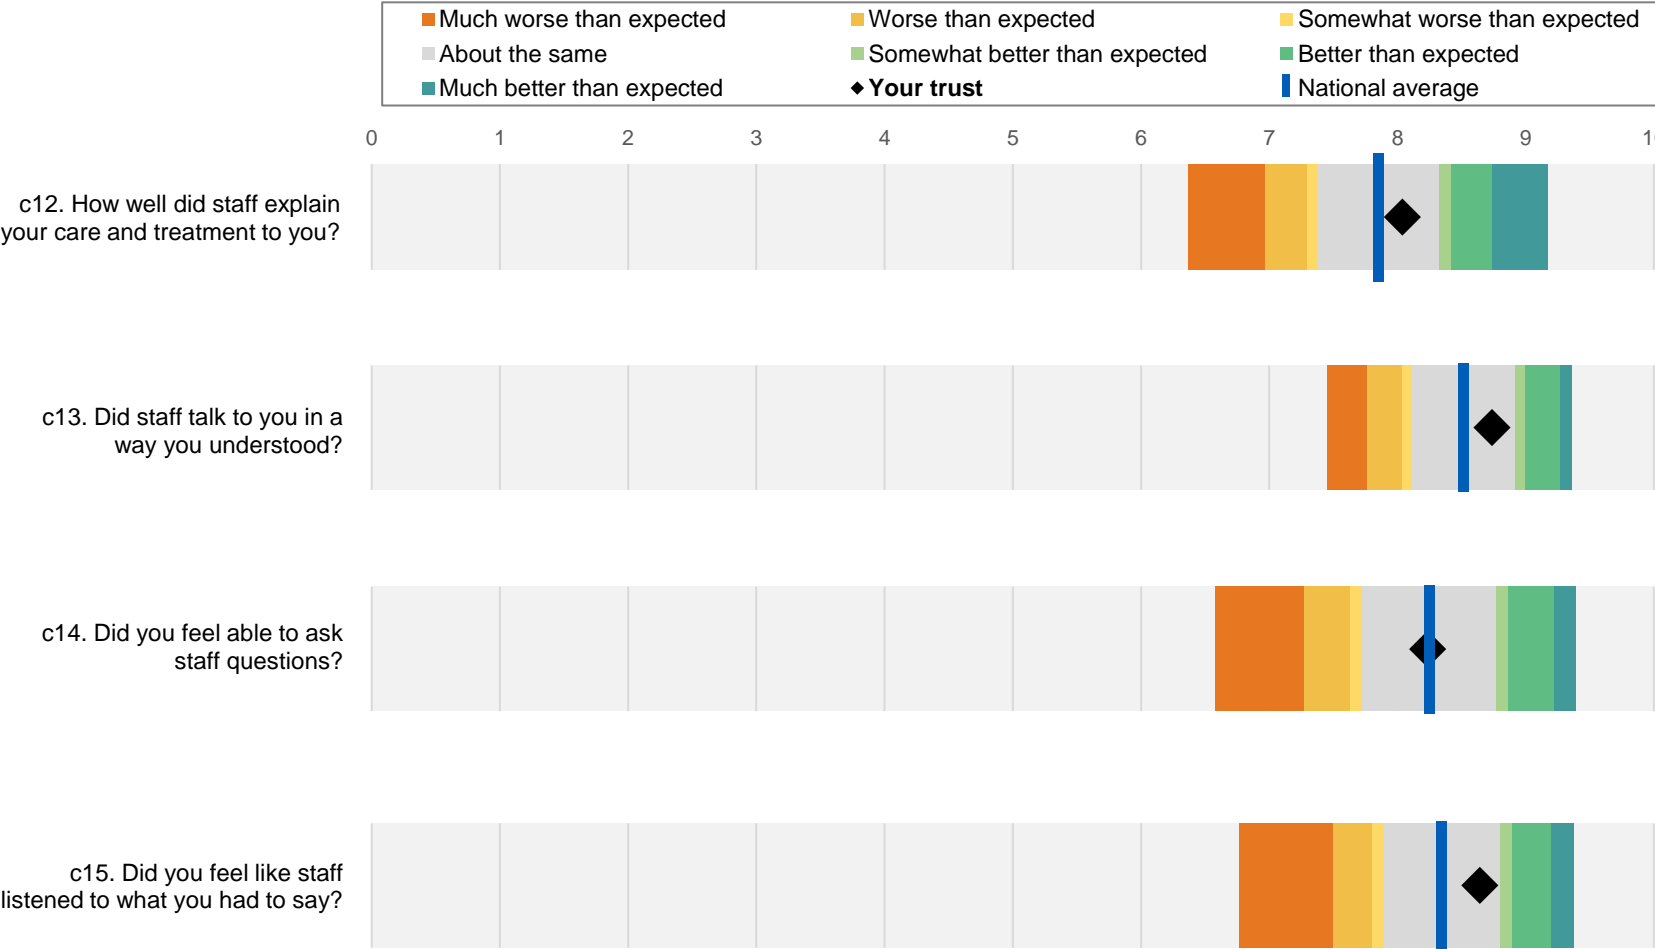 Much worse than expected
Worse than expected
Somewhat worse than expected
About the same
Somewhat better than expected
Better than expected
Much better than expected
Your trust
National average
0 1 2 3 4 5 6 7 8 9 1
c12. How well did staff explain
your care and treatment to you?
c13. Did staff talk to you in a
way you understood?
c14. Did you feel able to ask
staff questions?
c15. Did you feel like staff
listened to what you had to say?